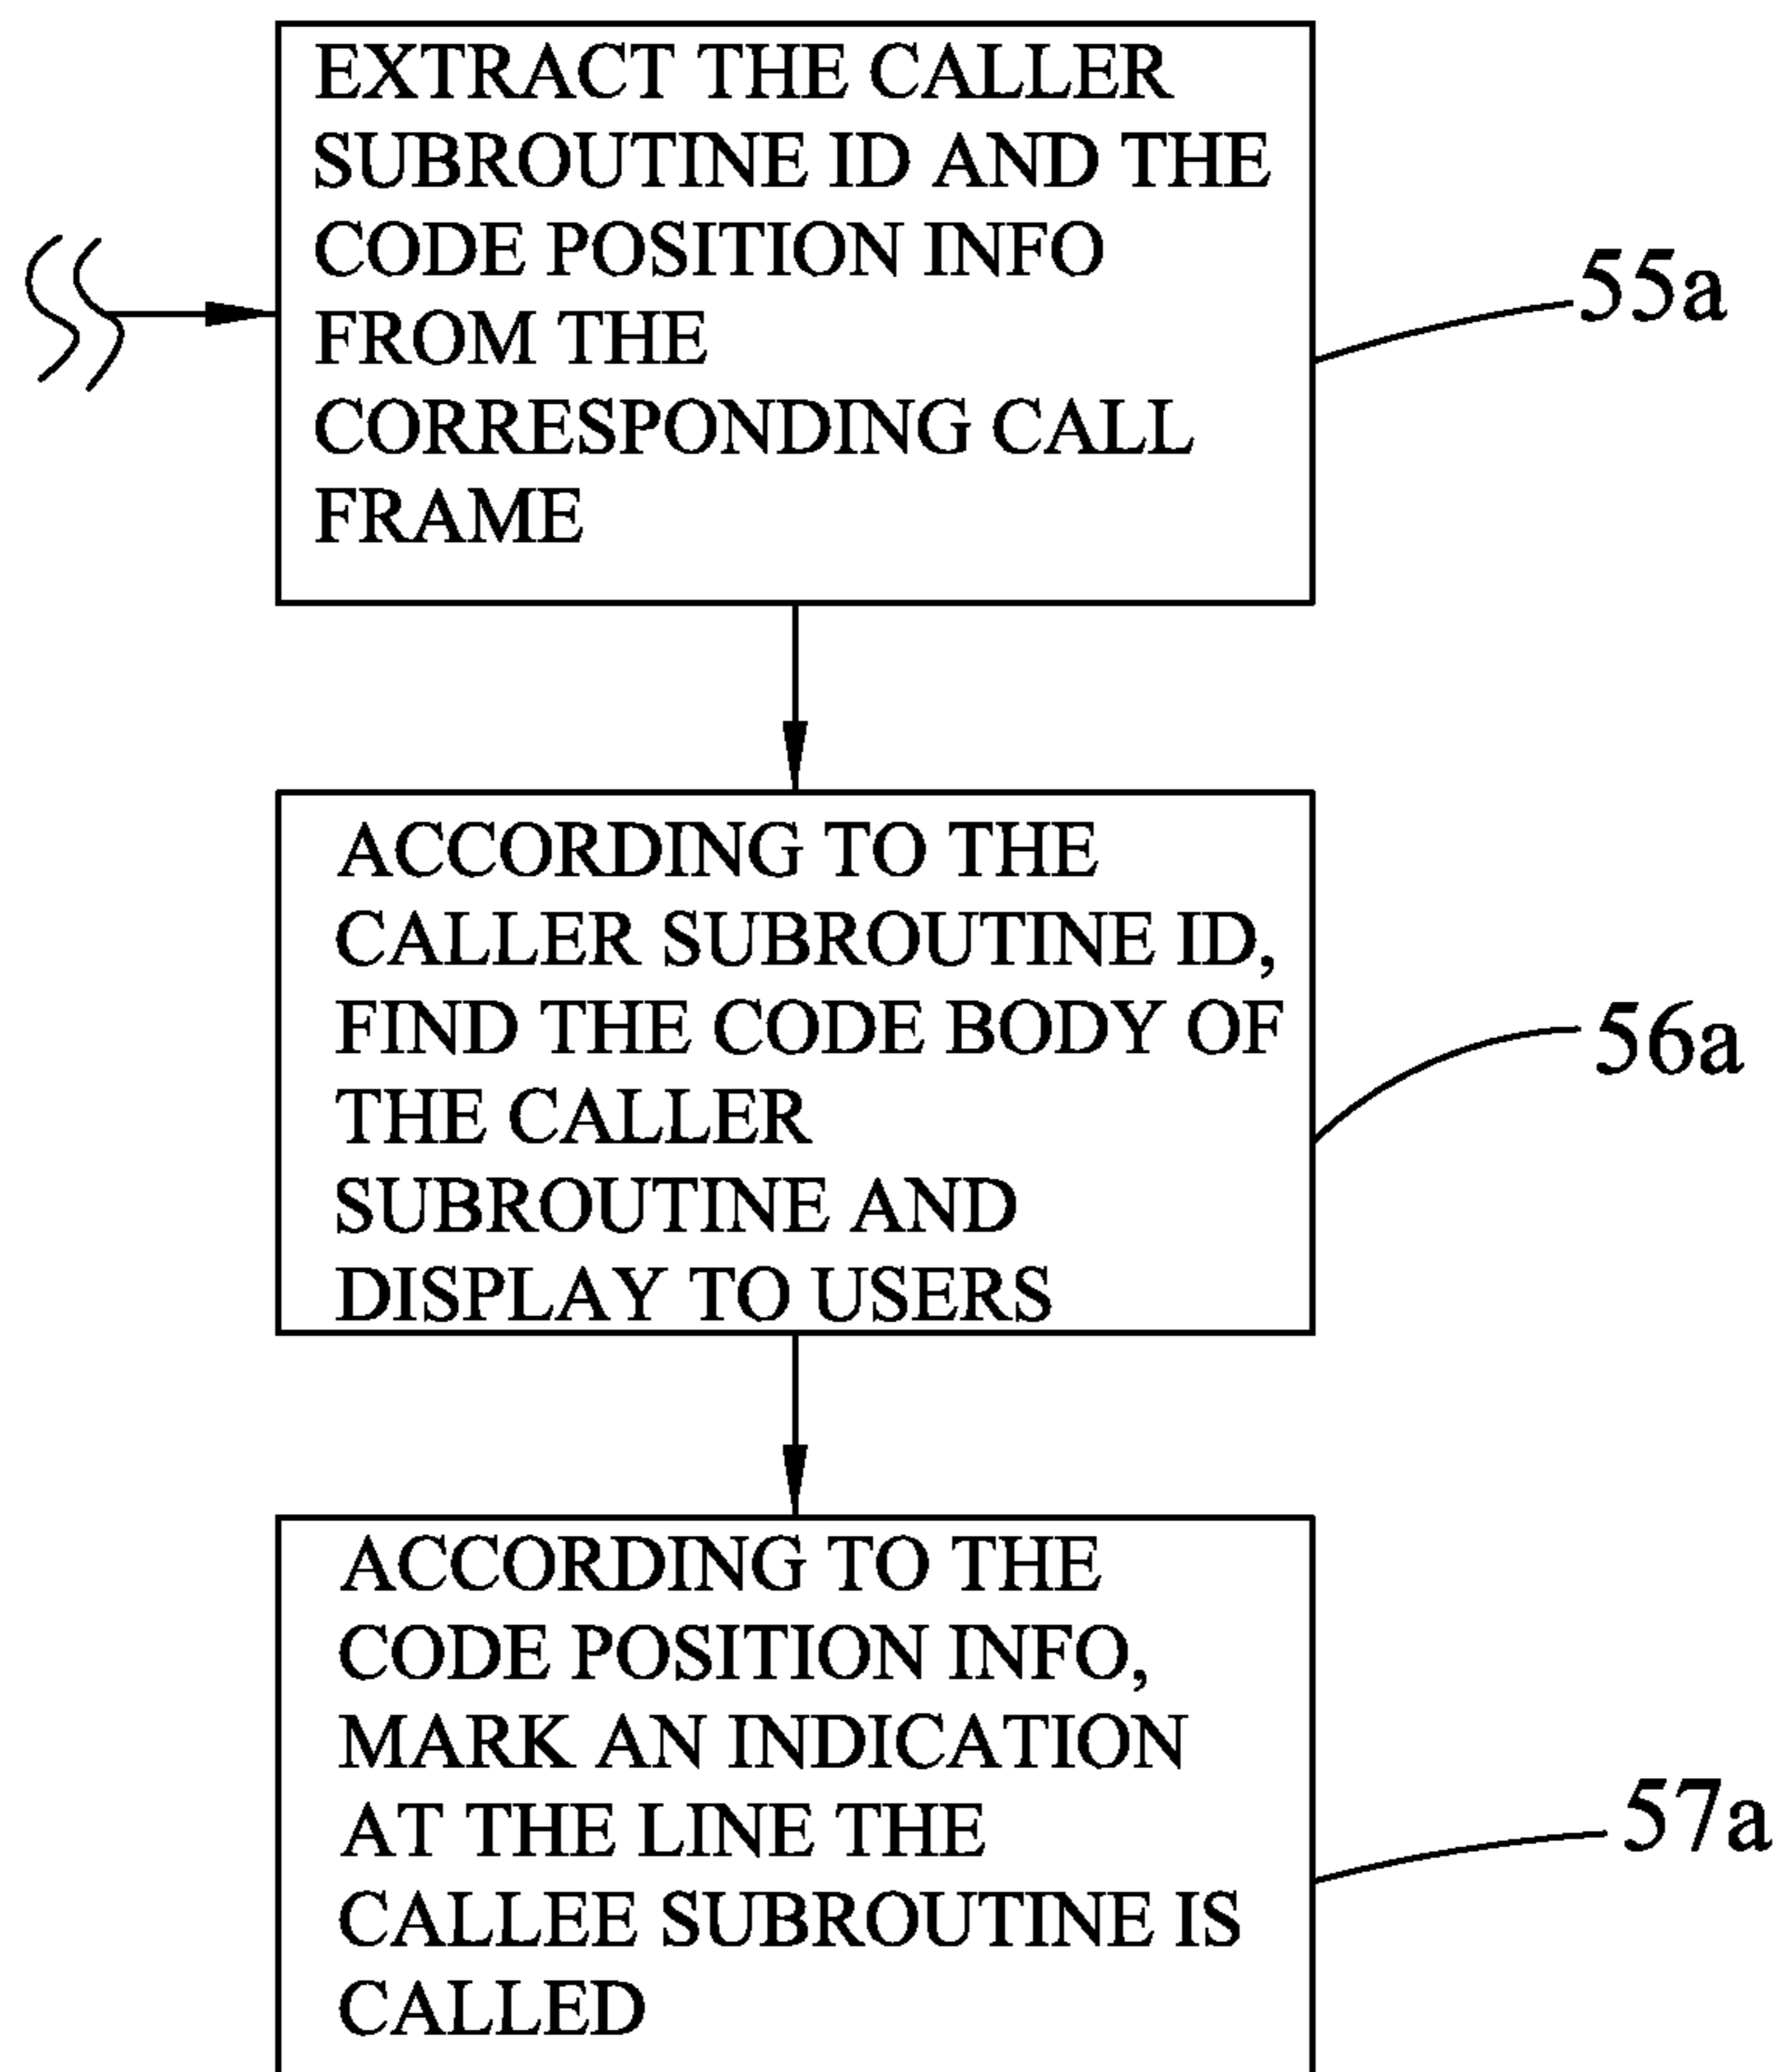 EXTRACT THE CALLER
SUBROUTINE ID AND THE
CODE POSITION INFO
FROM THE
CORRESPONDING CALL
FRAME
55a
ACCORDING TO THE
CALLER SUBROUTINE ID,
FIND THE CODE BODY OF
THE CALLER
SUBROUTINE AND
DISPLAY TO USERS
56a
ACCORDING TO THE
CODE POSITION INFO,
MARK AN INDICATION
AT THE LINE THE
CALLEE SUBROUTINE IS
CALLED
57a